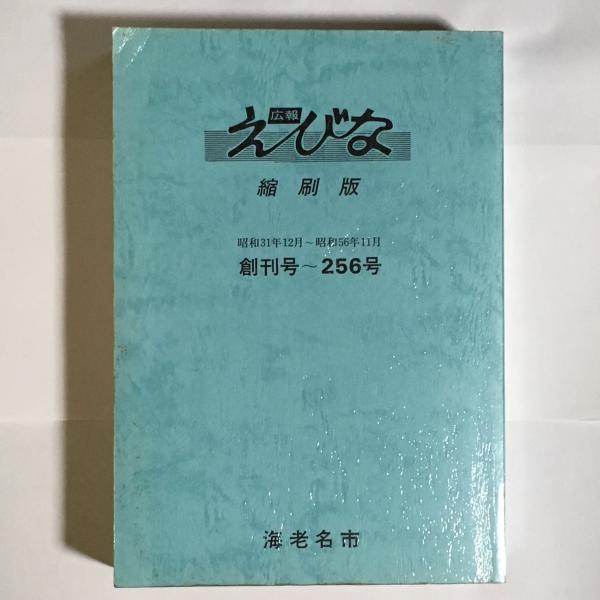 広報
えびな
縮刷版
昭和31年12月～昭和56年11月
創刊号～256号
海老名市